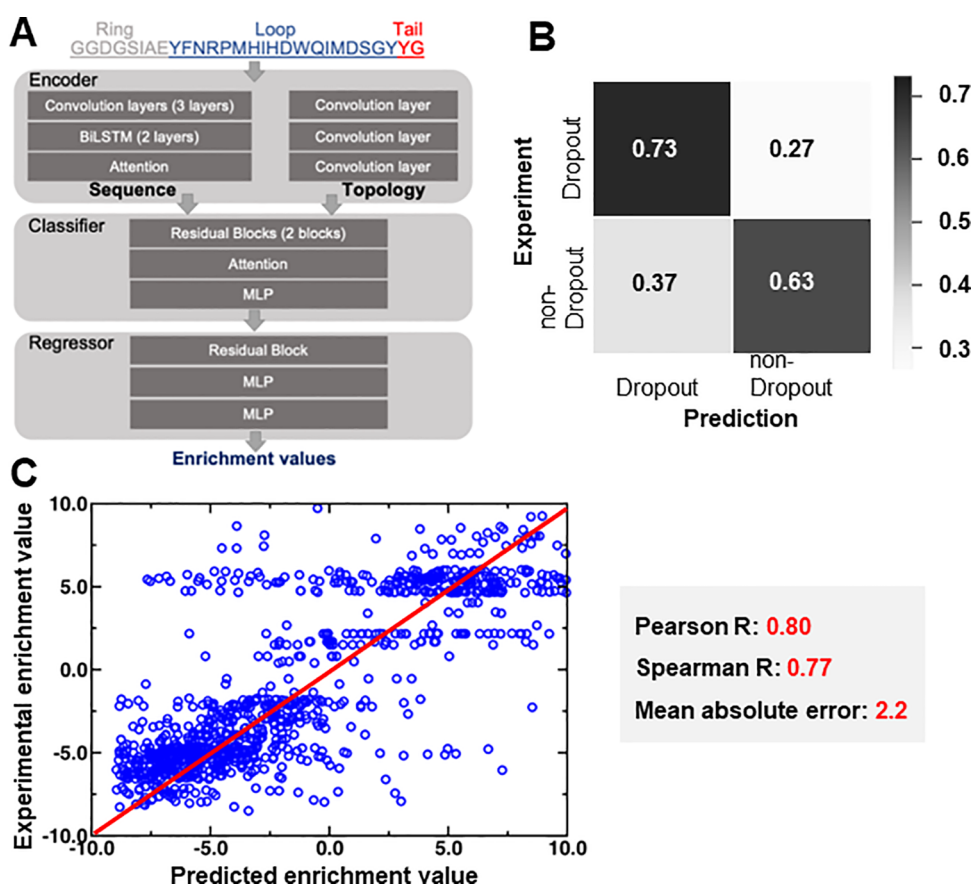 A
Ring Loop Tail
GGDGSIAEYFNRPMHIHDWQIMDSGYYG
Encoder
Convolution layers (3 layers)
Convolution layer
BiLSTM (2 layers)
Convolution layer
Attention
Convolution layer
Sequence
Topology
Classifier
Residual Blocks (2 blocks)
Attention
MLP
Regressor
Residual Block
MLP
MLP
Enrichment values
B
Experiment
Dropout
non-
Dropout
0.73
0.27
0.37
0.63
Dropout
non-
Dropout
Prediction
0.7
0.6
0.5
0.4
0.3
C
Experimental enrichment value
10.0
5.0
0.0
-5.0
-10.0
-10.0
-5.0
0.0
5.0
10.0
Predicted enrichment value
Pearson R: 0.80
Spearman R: 0.77
Mean absolute error: 2.2